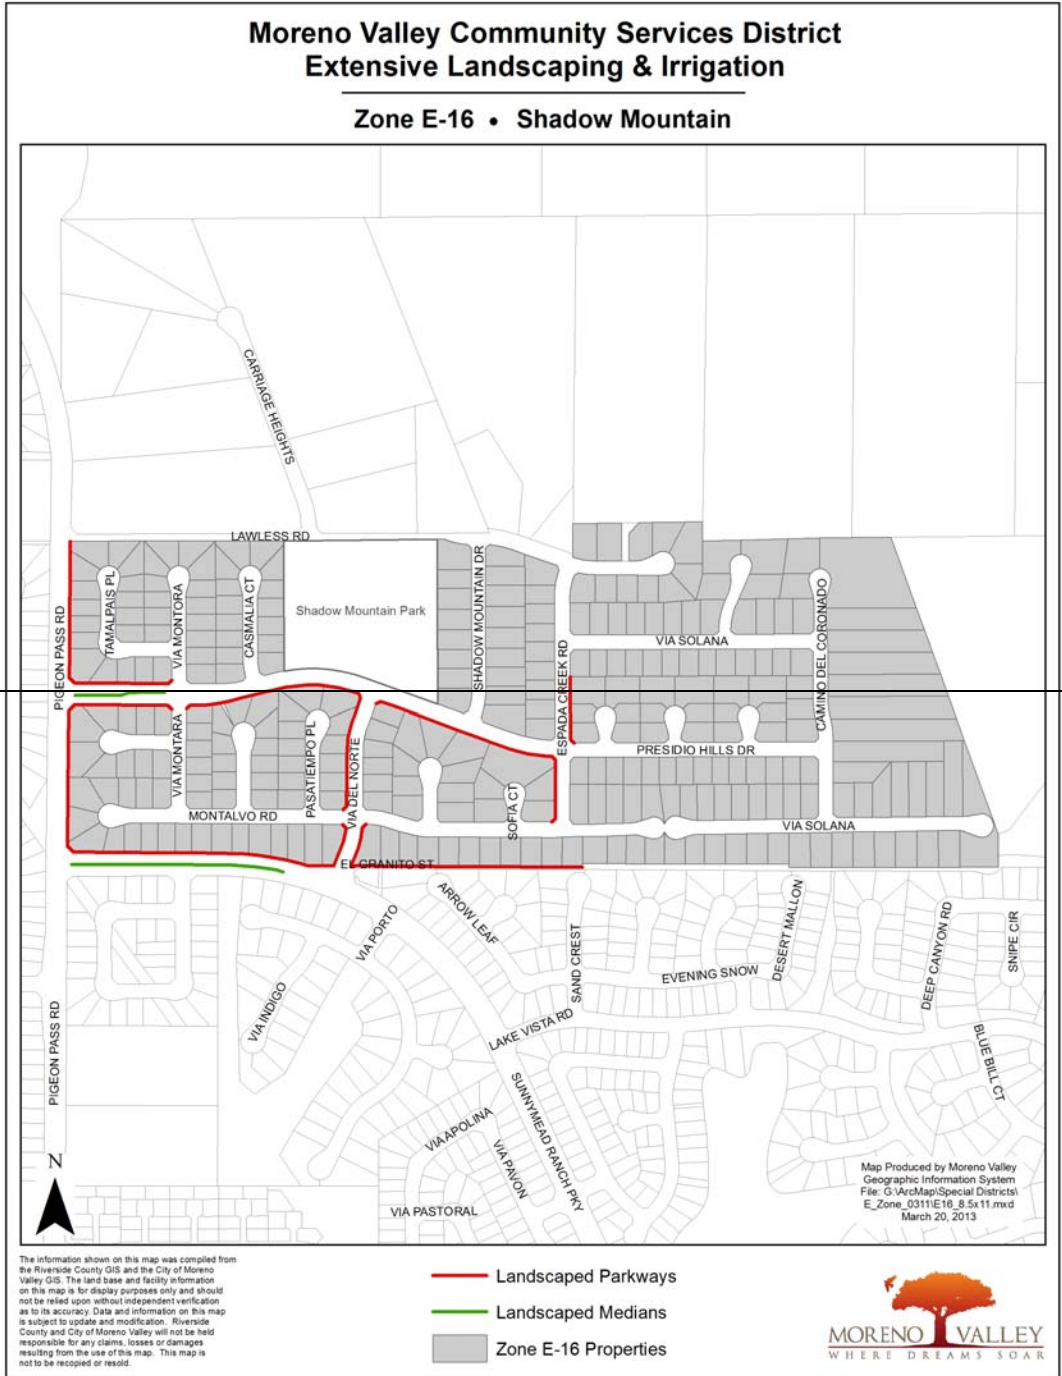 Moreno Valley Community Services District
Extensive Landscaping & Irrigation
Zone E-16 • Shadow Mountain
CARRIAGE HEIGHTS
LAWLESS RD
TAMALPAIS PL
VIA MONTORA
CASMALIA CT
Shadow Mountain Park
SHADOW MOUNTAIN DR
PIGEON PASS RD
ESPADA CREEK RD
VIA SOLANA
CAMINO DEL CORONADO
VIA MONTARA
PASATIEMPO PL
VIA DEL NORTE
PRESIDIO HILLS DR
MONTALVO RD
SOFIA CT
VIA SOLANA
EL GRANITO ST
ARROW LEAF
VIA PORTO
SAND CREST
DESERT MALLON
EVENING SNOW
DEEP CANYON RD
SNIPE CIR
VIA INDIGO
LAKE VISTA RD
PIGEON PASS RD
BLUE BILL CT
SUNNYMEAD RANCH PKY
VIA APOLINA
VIA PAVON
VIA PASTORAL
N
Map Produced by Moreno Valley
Geographic Information System
File: G:\ArcMap\Special Districts\
E_Zone_0311\E16_8.5x11.mxd
March 20, 2013
The information shown on this map was compiled from
the Riverside County GIS and the City of Moreno
Valley GIS. The land base and facility information
on this map is for display purposes only and should
not be relied upon without independent verification
as to its accuracy. Data and information on this map
is subject to update and modification. Riverside
County and City of Moreno Valley will not be held
responsible for any claims, losses or damages
resulting from the use of this map. This map is
not to be recopied or resold.
Landscaped Parkways
Landscaped Medians
Zone E-16 Properties
MORENO VALLEY
WHERE DREAMS SOAR